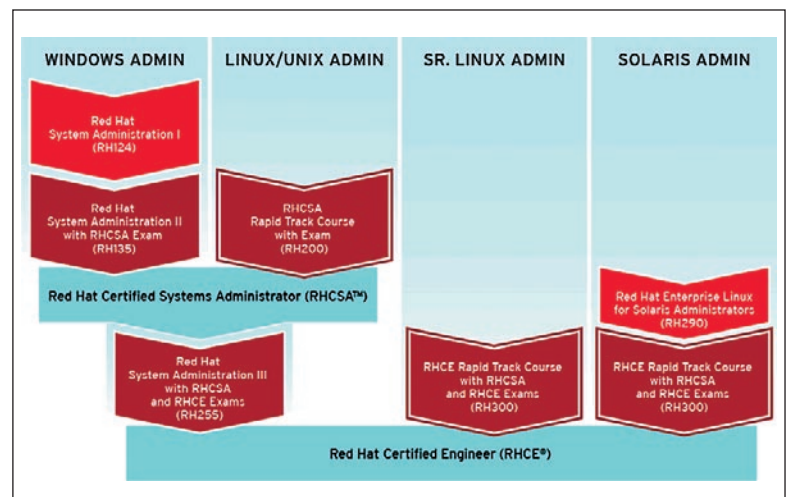 WINDOWS ADMIN
LINUX/UNIX ADMIN
SR. LINUX ADMIN
SOLARIS ADMIN
Red Hat
System Administration I
(RH124)
Red Hat
System Administration II
with RHCSA Exam
(RH135)
RHCSA
Rapid Track Course
with Exam
(RH200)
Red Hat Certified Systems Administrator (RHCSA™)
Red Hat Enterprise Linux
for Solaris Administrators
(RH290)
Red Hat
System Administration III
with RHCSA
and RHCE Exams
(RH255)
RHCE Rapid Track Course
with RHCSA
and RHCE Exams
(RH300)
RHCE Rapid Track Course
with RHCSA
and RHCE Exams
(RH300)
Red Hat Certified Engineer (RHCE®)